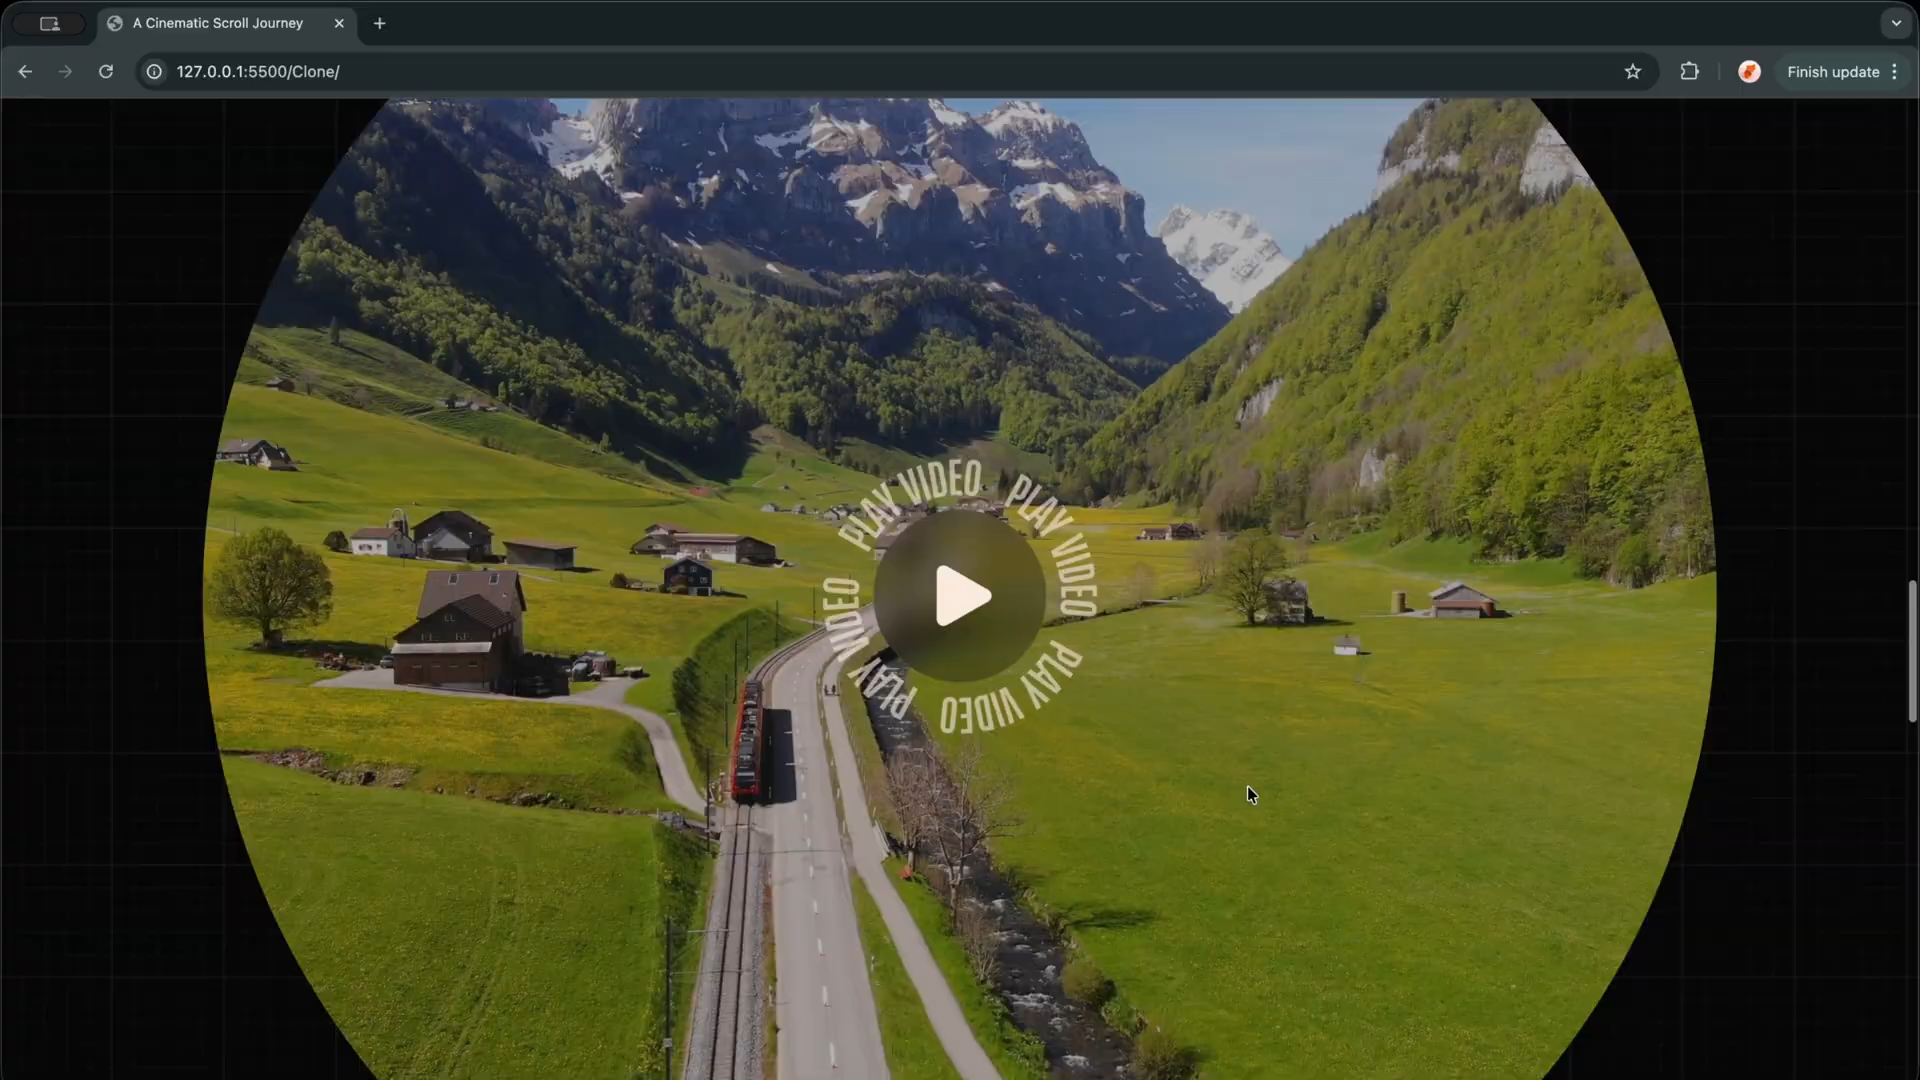 A Cinematic Scroll Journey
127.0.0.1:5500/Clone/
Finish update
PLAY VIDEO
PLAY VIDEO
PLAY VIDEO
PLAY VIDEO